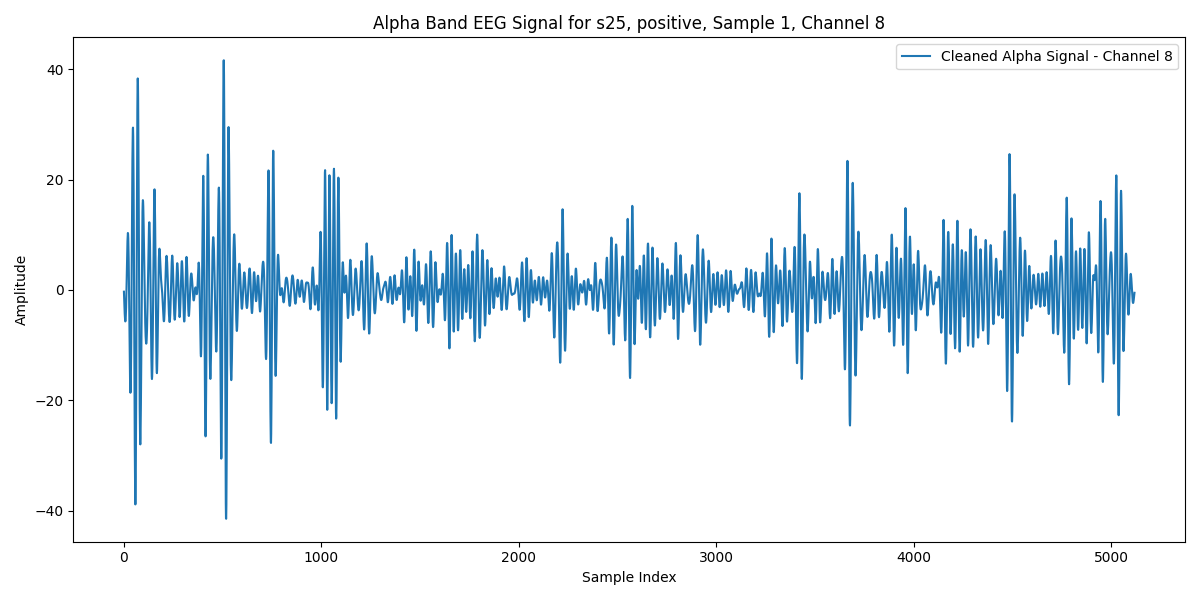 Alpha Band EEG Signal for s25, positive, Sample 1, Channel 8
Cleaned Alpha Signal - Channel 8
40
20
0
−20
−40
Amplitude
0 1000 2000 3000 4000 5000
Sample Index